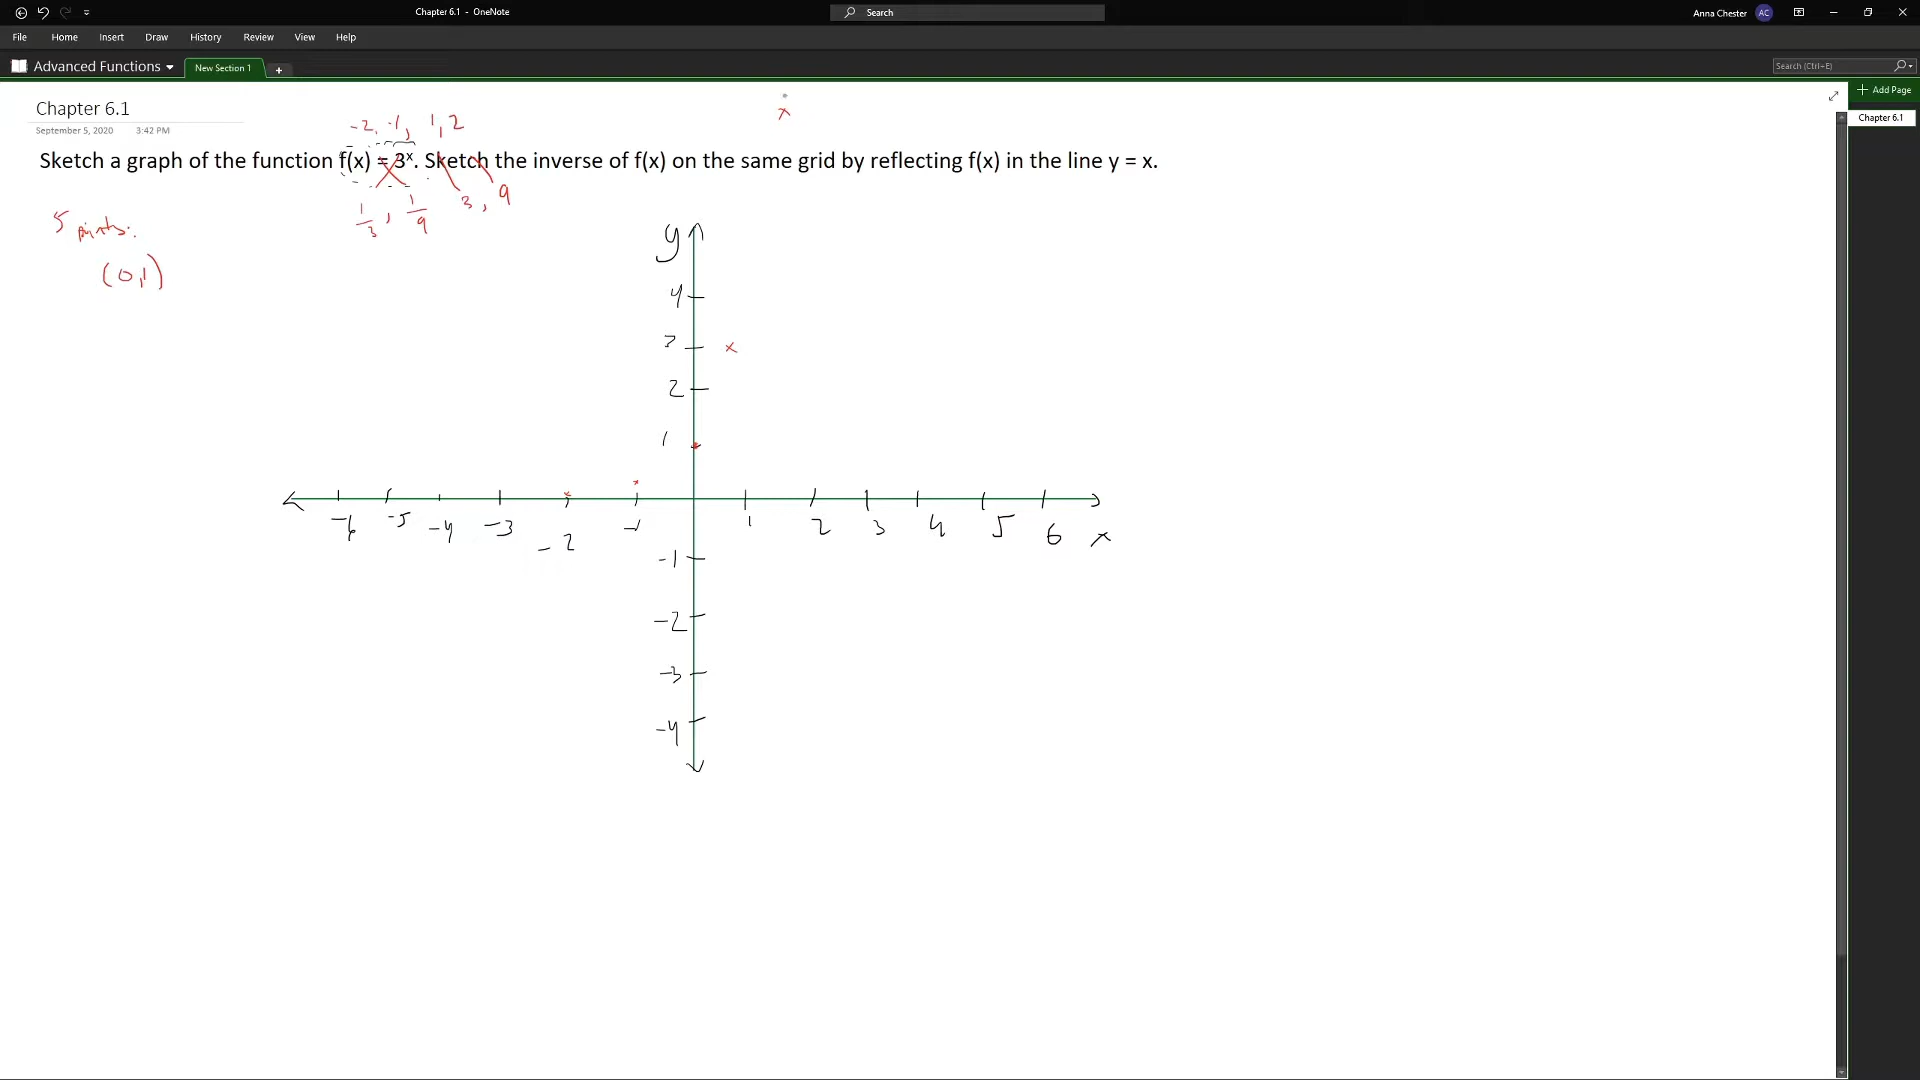 Chapter 6.1 - OneNote
Search
Anna Chester AC
File Home Insert Draw History Review View Help
Advanced Functions
New Section 1
+
Search (Ctrl+E)
Add Page
Chapter 6.1
Chapter 6.1
September 5, 2020 3:42 PM
x
-2, -1, 1, 2
Sketch a graph of the function f(x) = 3ˣ. Sketch the inverse of f(x) on the same grid by reflecting f(x) in the line y = x.
1/3, 1/9 3, 9
5 points:
(0,1)
y
4
3
2
1
-6 -5 -4 -3 -2 -1 1 2 3 4 5 6 x
-1
-2
-3
-4